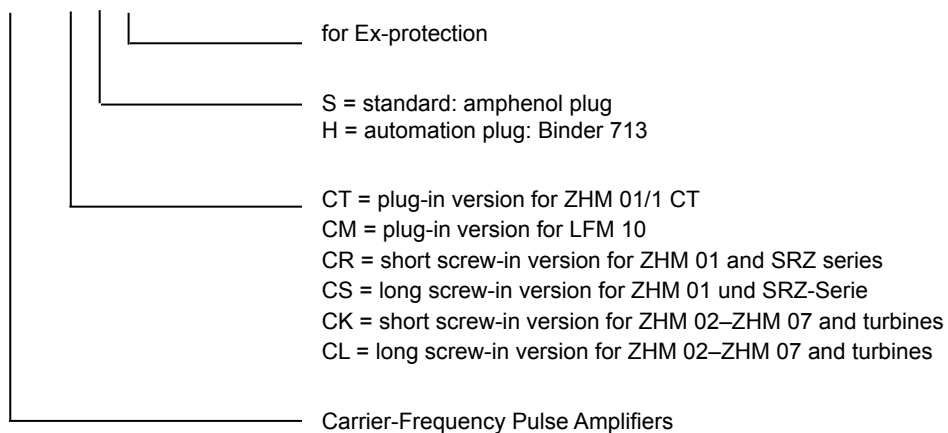 for Ex-protection
S = standard: amphenol plug
H = automation plug: Binder 713
CT = plug-in version for ZHM 01/1 CT
CM = plug-in version for LFM 10
CR = short screw-in version for ZHM 01 and SRZ series
CS = long screw-in version for ZHM 01 und SRZ-Serie
CK = short screw-in version for ZHM 02–ZHM 07 and turbines
CL = long screw-in version for ZHM 02–ZHM 07 and turbines
Carrier-Frequency Pulse Amplifiers